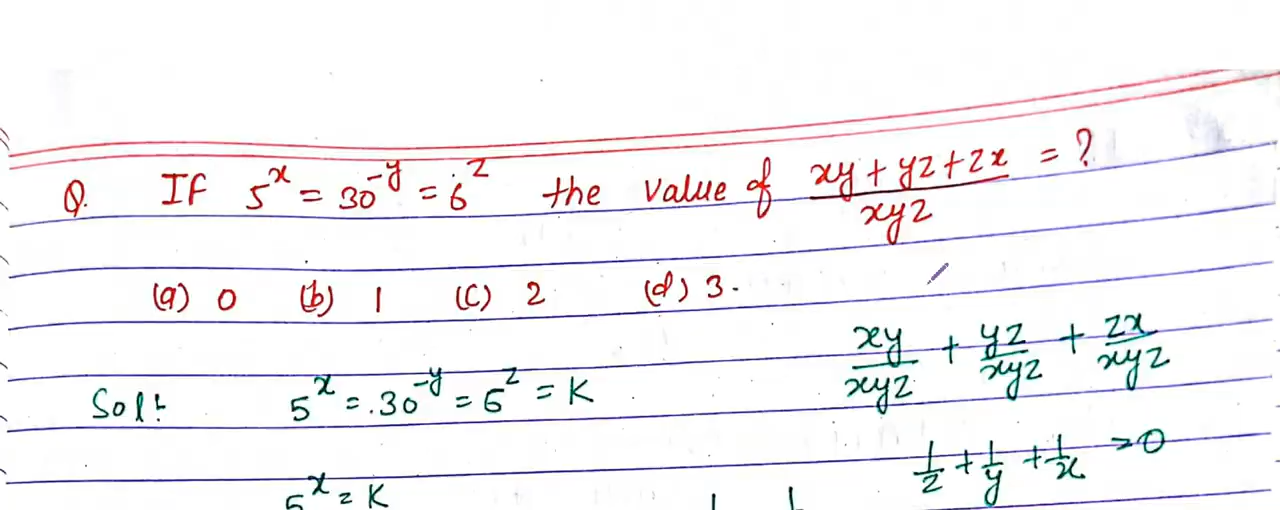 Q. If 5^x = 30^-y = 6^z the value of (xy + yz + zx)/(xyz) = ?
(a) 0 (b) 1 (c) 2 (d) 3.
xy/xyz + yz/xyz + zx/xyz
Sol: 5^x = 30^-y = 6^z = K
1/z + 1/y + 1/x = 0
5^x = K